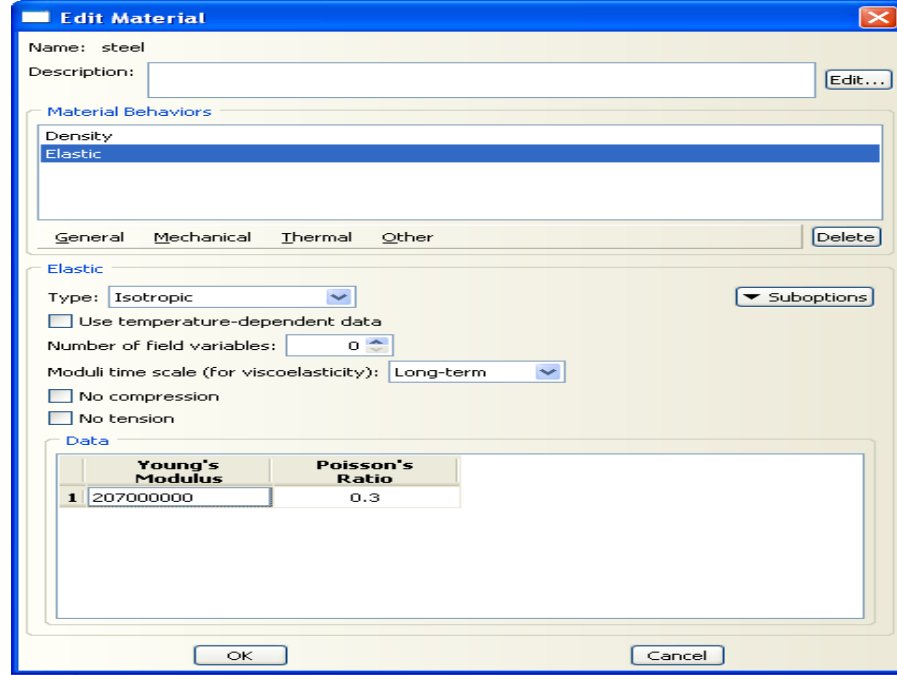 Edit Material
Name: steel
Description:
Edit...
Material Behaviors
Density
Elastic
General Mechanical Thermal Other Delete
Elastic
Type: Isotropic Suboptions
Use temperature-dependent data
Number of field variables: 0
Moduli time scale (for viscoelasticity): Long-term
No compression
No tension
Data
Young's Poisson's
Modulus Ratio
1 207000000 0.3
OK Cancel